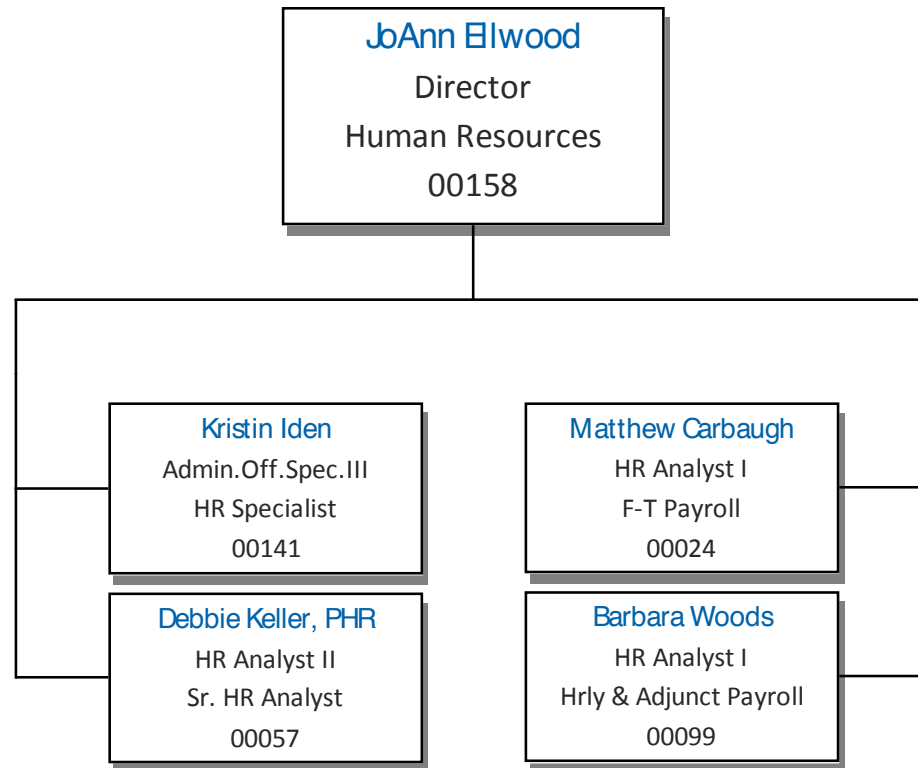 JoAnn Ellwood
Director
Human Resources
00158
Kristin Iden
Admin.Off.Spec.III
HR Specialist
00141
Matthew Carbaugh
HR Analyst I
F-T Payroll
00024
Debbie Keller, PHR
HR Analyst II
Sr. HR Analyst
00057
Barbara Woods
HR Analyst I
Hrly & Adjunct Payroll
00099